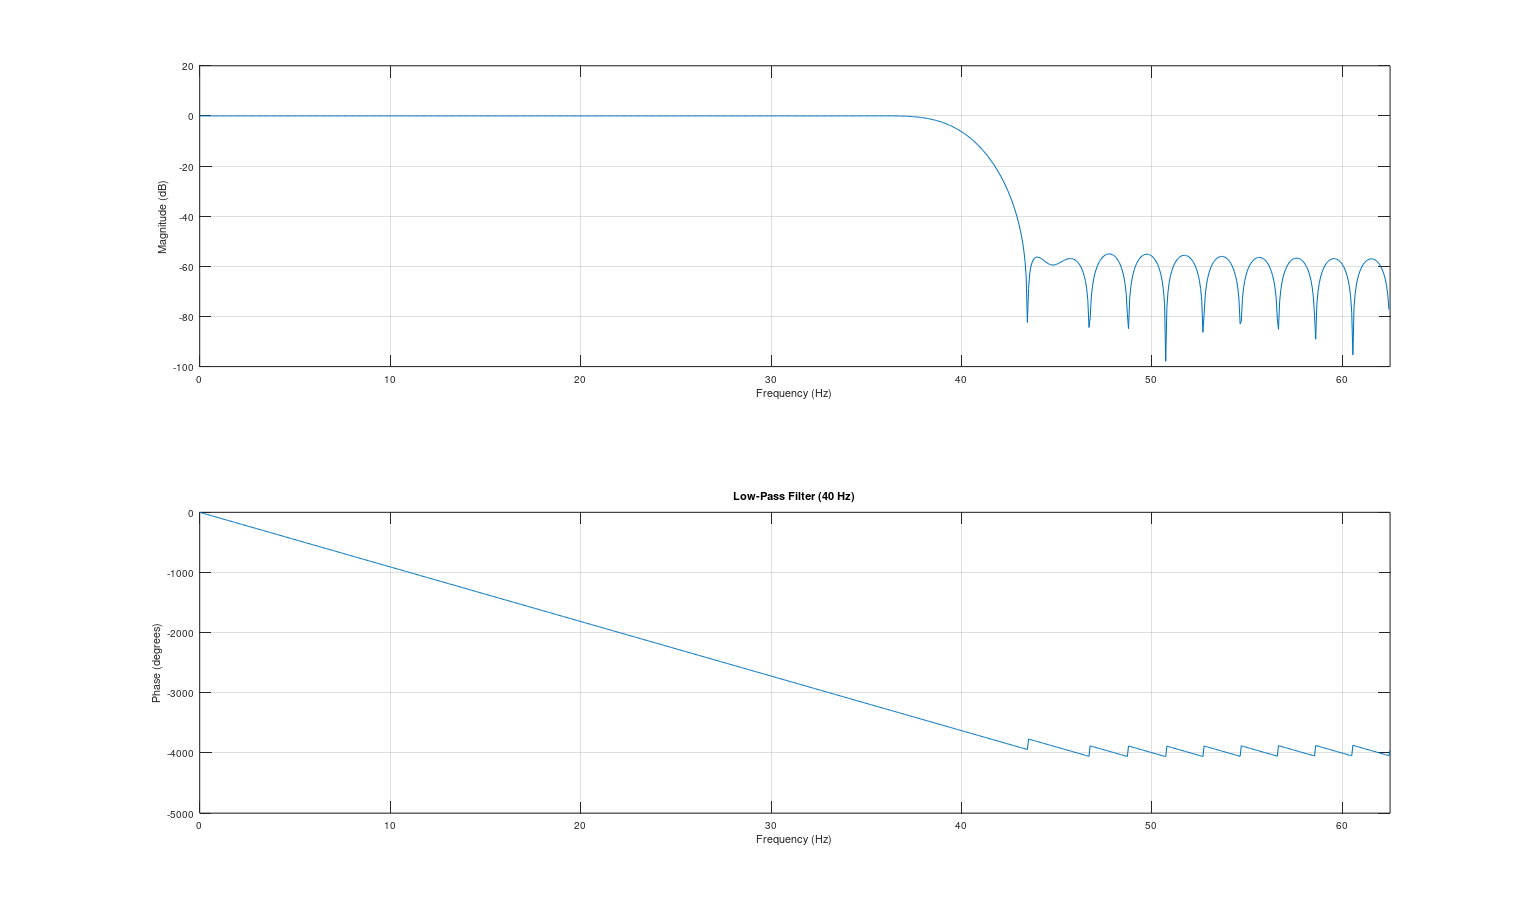 20
0
-20
-40
-60
-80
-100
Magnitude (dB)
0 10 20 30 40 50 60
Frequency (Hz)
Low-Pass Filter (40 Hz)
0
-1000
-2000
-3000
-4000
-5000
Phase (degrees)
0 10 20 30 40 50 60
Frequency (Hz)